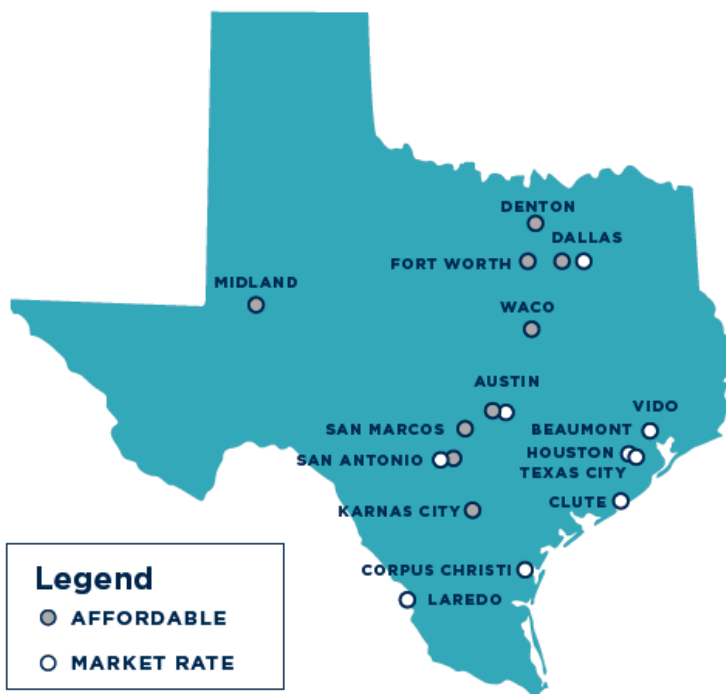 DENTON
DALLAS
FORT WORTH
MIDLAND
WACO
AUSTIN
VIDO
SAN MARCOS
BEAUMONT
HOUSTON
SAN ANTONIO
TEXAS CITY
CLUTE
KARNAS CITY
CORPUS CHRISTI
LAREDO
Legend
AFFORDABLE
MARKET RATE